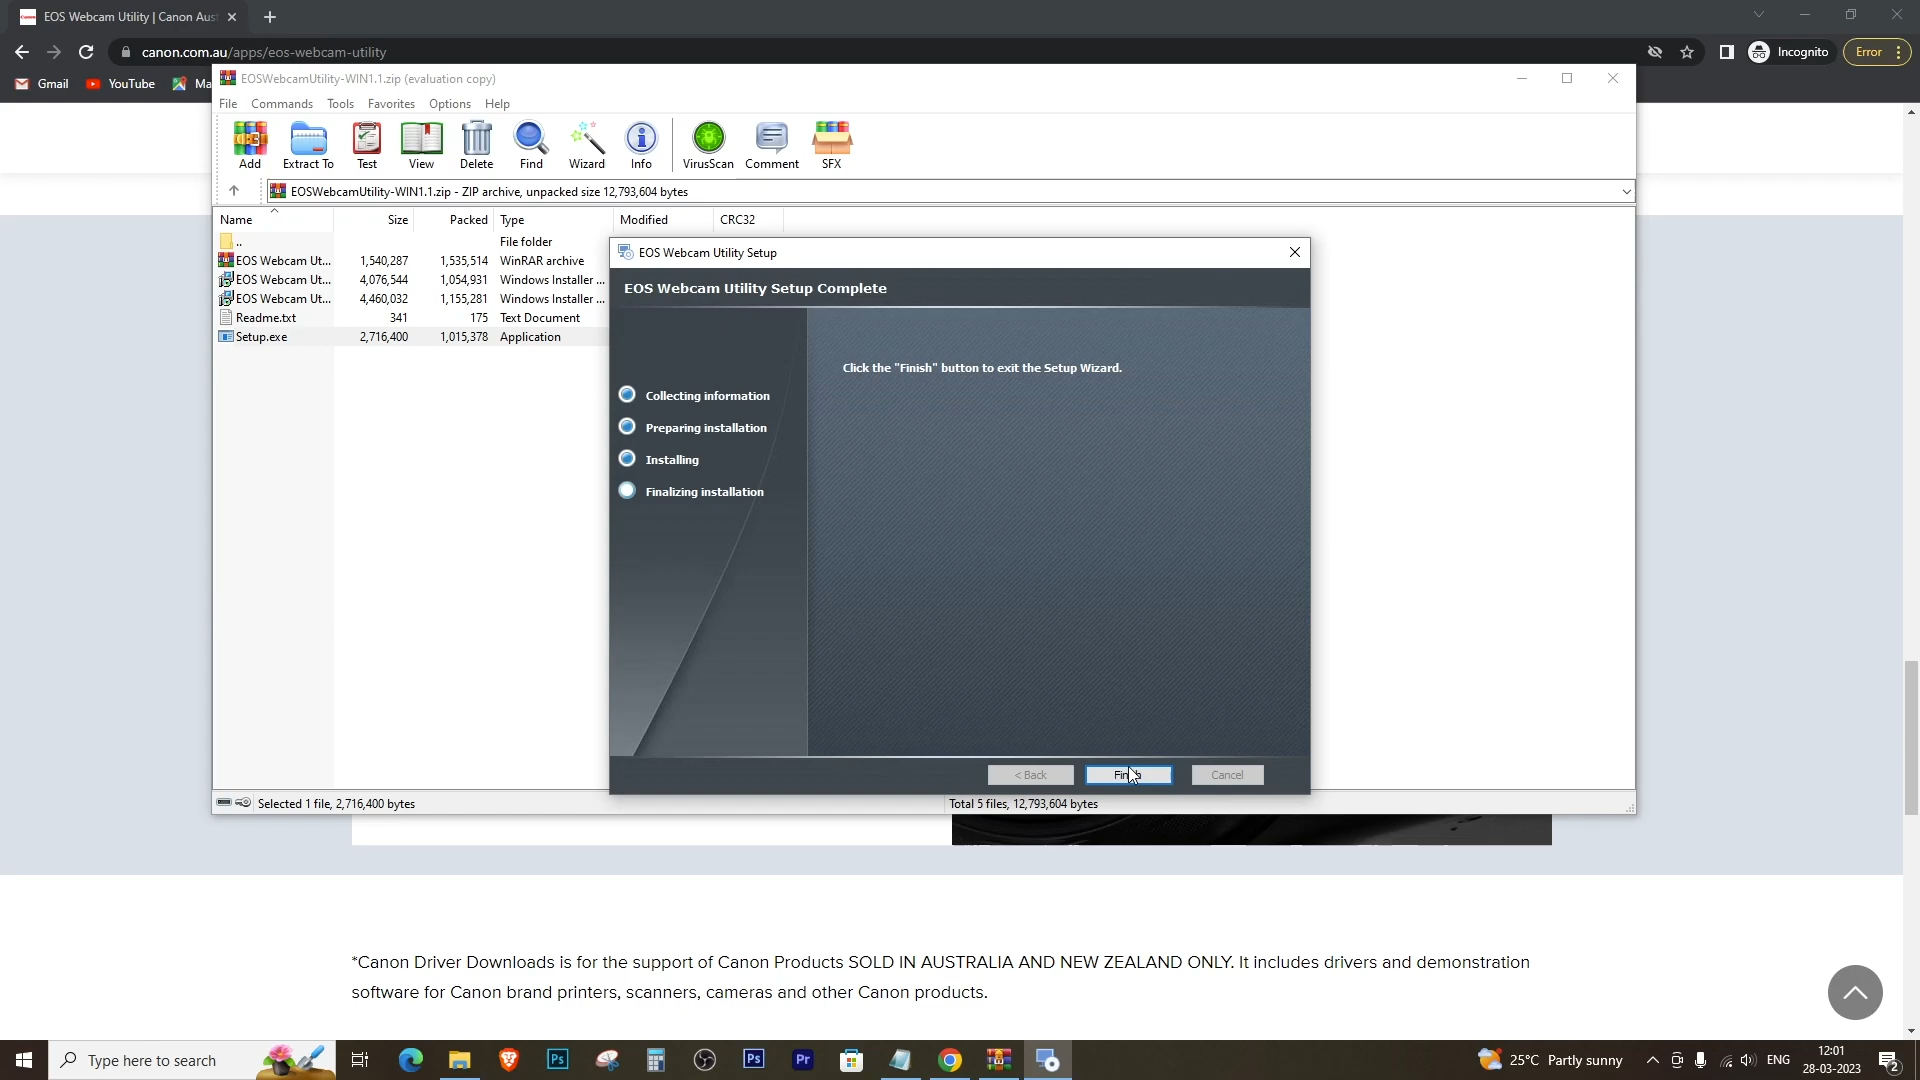 EOS Webcam Utility | Canon Aus
canon.com.au/apps/eos-webcam-utility
Incognito
Error
Gmail
YouTube
Ma
EOSWebcamUtility-WIN1.1.zip (evaluation copy)
File Commands Tools Favorites Options Help
Add Extract To Test View Delete Find Wizard Info VirusScan Comment SFX
EOSWebcamUtility-WIN1.1.zip - ZIP archive, unpacked size 12,793,604 bytes
Name Size Packed Type Modified CRC32
.. File folder
EOS Webcam Ut... 1,540,287 1,535,514 WinRAR archive
EOS Webcam Ut... 4,076,544 1,054,931 Windows Installer ...
EOS Webcam Ut... 4,460,032 1,155,281 Windows Installer ...
Readme.txt 341 175 Text Document
Setup.exe 2,716,400 1,015,378 Application
EOS Webcam Utility Setup
EOS Webcam Utility Setup Complete
Click the "Finish" button to exit the Setup Wizard.
Collecting information
Preparing installation
Installing
Finalizing installation
< Back Finish Cancel
Selected 1 file, 2,716,400 bytes
Total 5 files, 12,793,604 bytes
*Canon Driver Downloads is for the support of Canon Products SOLD IN AUSTRALIA AND NEW ZEALAND ONLY. It includes drivers and demonstration
software for Canon brand printers, scanners, cameras and other Canon products.
Type here to search
Ps
Ps
Pr
25°C Partly sunny
ENG
12:01
28-03-2023
2